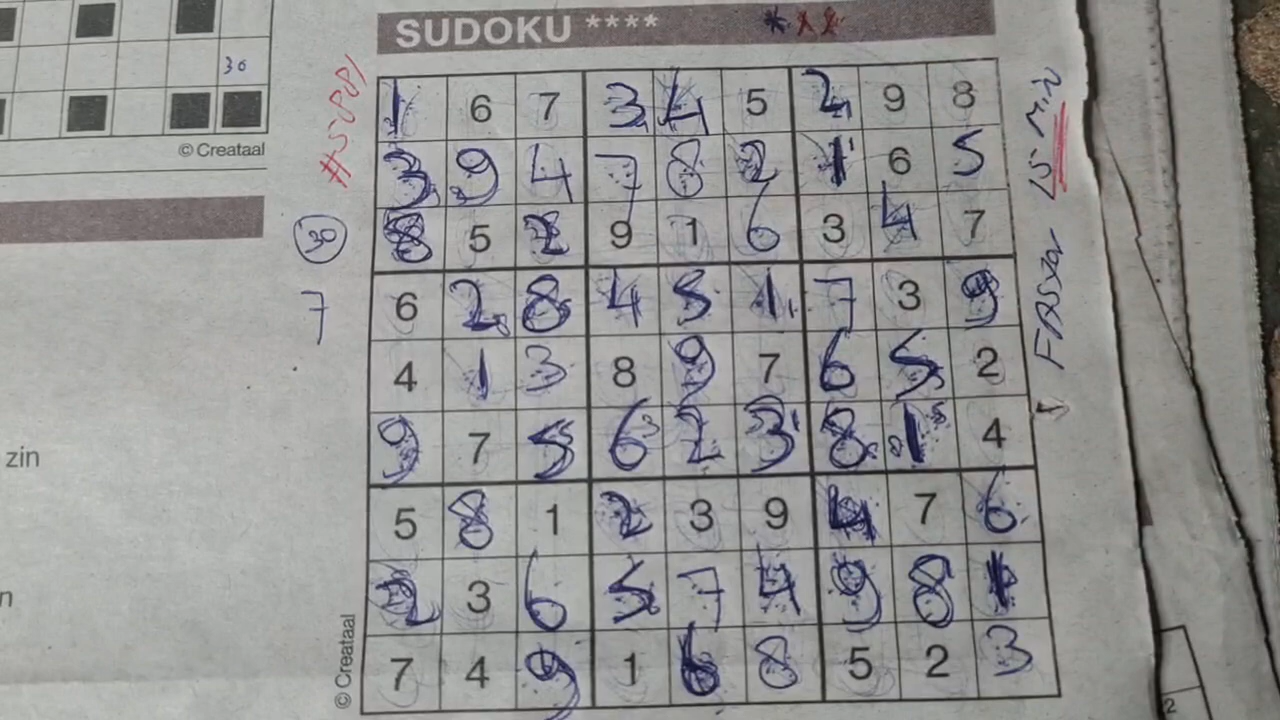 SUDOKU ****
***
36
© Creataal
1 6 7 3 4 5 2 9 8
3 9 4 7 8 2 1 6 5
8 5 2 9 1 6 3 4 7
6 2 8 4 5 1 7 3 9
4 1 3 8 9 7 6 5 2
9 7 5 6 2 3 8 1 4
5 8 1 2 3 9 4 7 6
2 3 6 5 7 4 9 8 1
7 4 9 1 6 8 5 2 3
30
7
zin
n
© Creataal
2